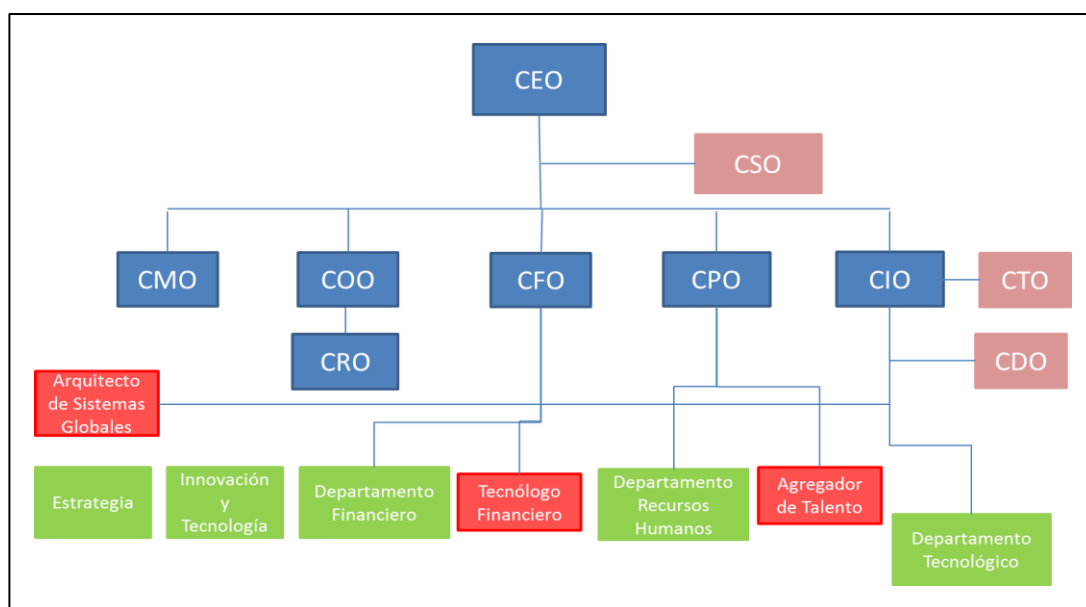 CEO
CSO
CMO
COO
CFO
CPO
CIO
CTO
CRO
CDO
Arquitecto
de Sistemas
Globales
Estrategia
Innovación
y
Tecnología
Departamento
Financiero
Tecnólogo
Financiero
Departamento
Recursos
Humanos
Agregador
de Talento
Departamento
Tecnológico